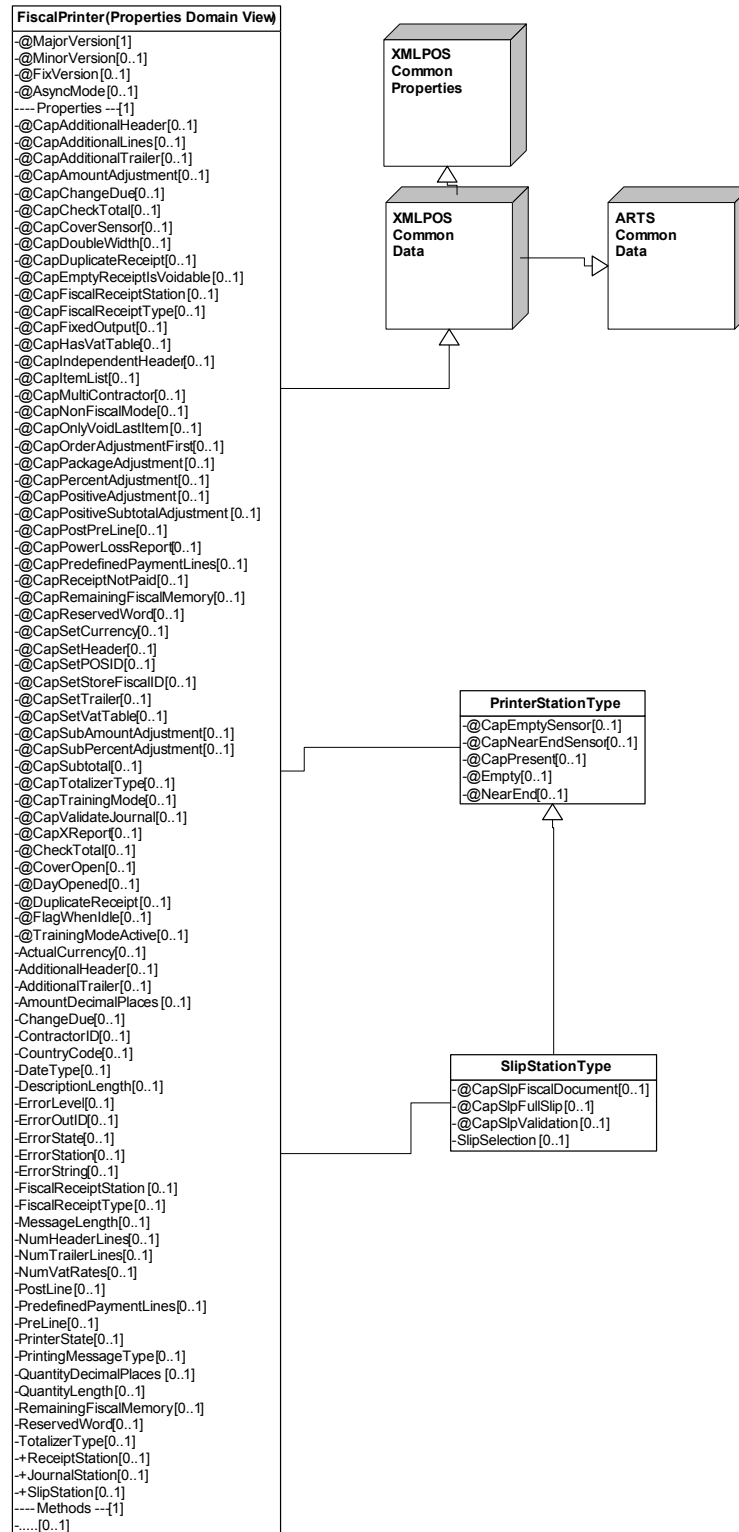 FiscalPrinter(Properties Domain View)
-@MajorVersion[1]
-@MinorVersion[0..1]
-@FixVersion[0..1]
-@AsyncMode[0..1]
---- Properties ---[1]
-@CapAdditionalHeader[0..1]
-@CapAdditionalLines[0..1]
-@CapAdditionalTrailer[0..1]
-@CapAmountAdjustment[0..1]
-@CapChangeDue[0..1]
-@CapCheckTotal[0..1]
-@CapCoverSensor[0..1]
-@CapDoubleWidth[0..1]
-@CapDuplicateReceipt[0..1]
-@CapEmptyReceiptIsVoidable[0..1]
-@CapFiscalReceiptStation[0..1]
-@CapFiscalReceiptType[0..1]
-@CapFixedOutput[0..1]
-@CapHasVatTable[0..1]
-@CapIndependentHeader[0..1]
-@CapItemList[0..1]
-@CapMultiContractor[0..1]
-@CapNonFiscalMode[0..1]
-@CapOnlyVoidLastItem[0..1]
-@CapOrderAdjustmentFirst[0..1]
-@CapPackageAdjustment[0..1]
-@CapPercentAdjustment[0..1]
-@CapPositiveAdjustment[0..1]
-@CapPositiveSubtotalAdjustment[0..1]
-@CapPostPreLine[0..1]
-@CapPowerLossReport[0..1]
-@CapPredefinedPaymentLines[0..1]
-@CapReceiptNotPaid[0..1]
-@CapRemainingFiscalMemory[0..1]
-@CapReservedWord[0..1]
-@CapSetCurrency[0..1]
-@CapSetHeader[0..1]
-@CapSetPOSID[0..1]
-@CapSetStoreFiscalID[0..1]
-@CapSetTrailer[0..1]
-@CapSetVatTable[0..1]
-@CapSubAmountAdjustment[0..1]
-@CapSubPercentAdjustment[0..1]
-@CapSubtotal[0..1]
-@CapTotalizerType[0..1]
-@CapTrainingMode[0..1]
-@CapValidateJournal[0..1]
-@CapXReport[0..1]
-@CheckTotal[0..1]
-@CoverOpen[0..1]
-@DayOpened[0..1]
-@DuplicateReceipt[0..1]
-@FlagWhenIdle[0..1]
-@TrainingModeActive[0..1]
-ActualCurrency[0..1]
-AdditionalHeader[0..1]
-AdditionalTrailer[0..1]
-AmountDecimalPlaces[0..1]
-ChangeDue[0..1]
-ContractorID[0..1]
-CountryCode[0..1]
-DateType[0..1]
-DescriptionLength[0..1]
-ErrorLevel[0..1]
-ErrorOutID[0..1]
-ErrorState[0..1]
-ErrorStation[0..1]
-ErrorString[0..1]
-FiscalReceiptStation[0..1]
-FiscalReceiptType[0..1]
-MessageLength[0..1]
-NumHeaderLines[0..1]
-NumTrailerLines[0..1]
-NumVatRates[0..1]
-PostLine[0..1]
-PredefinedPaymentLines[0..1]
-PreLine[0..1]
-PrinterState[0..1]
-PrintingMessageType[0..1]
-QuantityDecimalPlaces[0..1]
-QuantityLength[0..1]
-RemainingFiscalMemory[0..1]
-ReservedWord[0..1]
-TotalizerType[0..1]
-+ReceiptStation[0..1]
-+JournalStation[0..1]
-+SlipStation[0..1]
---- Methods ---[1]
-.....[0..1]
XMLPOS
Common
Properties
XMLPOS
Common
Data
ARTS
Common
Data
PrinterStationType
-@CapEmptySensor[0..1]
-@CapNearEndSensor[0..1]
-@CapPresent[0..1]
-@Empty[0..1]
-@NearEnd[0..1]
SlipStationType
-@CapSlpFiscalDocument[0..1]
-@CapSlpFullSlip[0..1]
-@CapSlpValidation[0..1]
-SlipSelection[0..1]